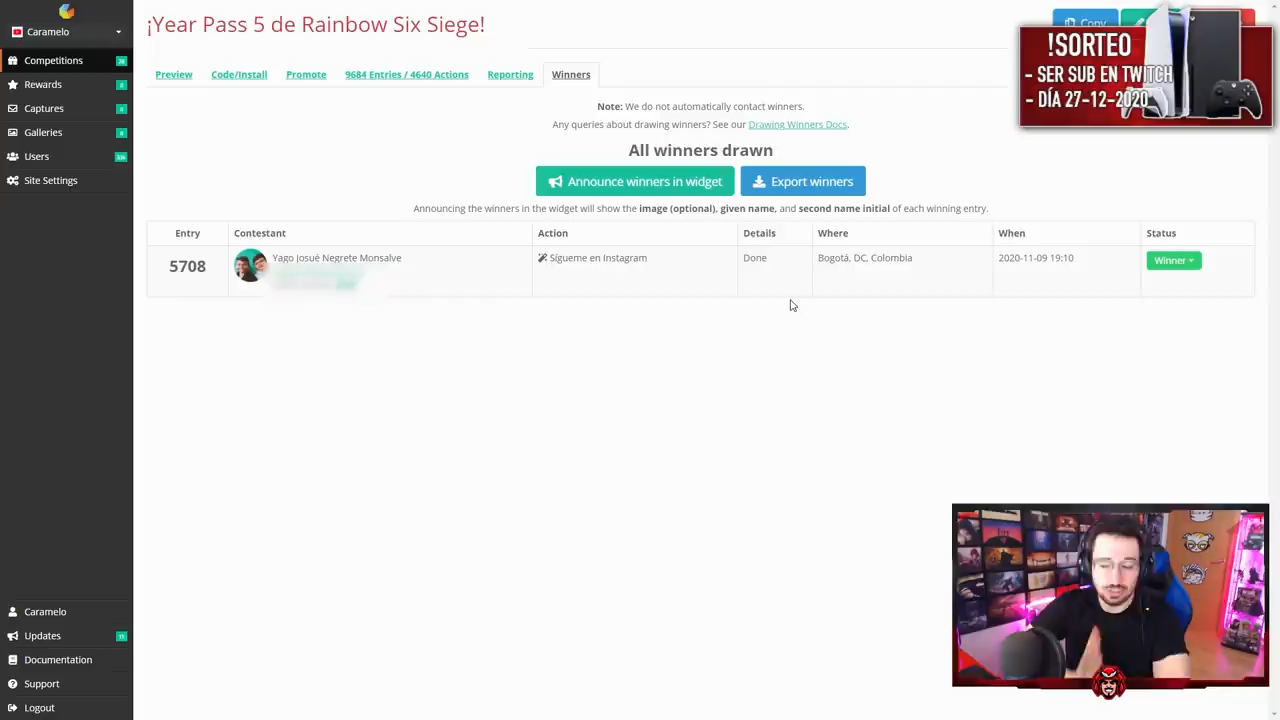 ¡Year Pass 5 de Rainbow Six Siege!
Copy
Caramelo
Competitions
Rewards
Captures
Galleries
Users
Site Settings
Preview
Code/Install
Promote
9684 Entries / 4640 Actions
Reporting
Winners
!SORTEO
- SER SUB EN TWITCH
- DÍA 27-12-2020
Note: We do not automatically contact winners.
Any queries about drawing winners? See our Drawing Winners Docs.
All winners drawn
Announce winners in widget
Export winners
Announcing the winners in the widget will show the image (optional), given name, and second name initial of each winning entry.
Entry Contestant Action Details Where When Status
5708 Yago Josué Negrete Monsalve Sígueme en Instagram Done Bogotá, DC, Colombia 2020-11-09 19:10 Winner
Caramelo
Updates
Documentation
Support
Logout